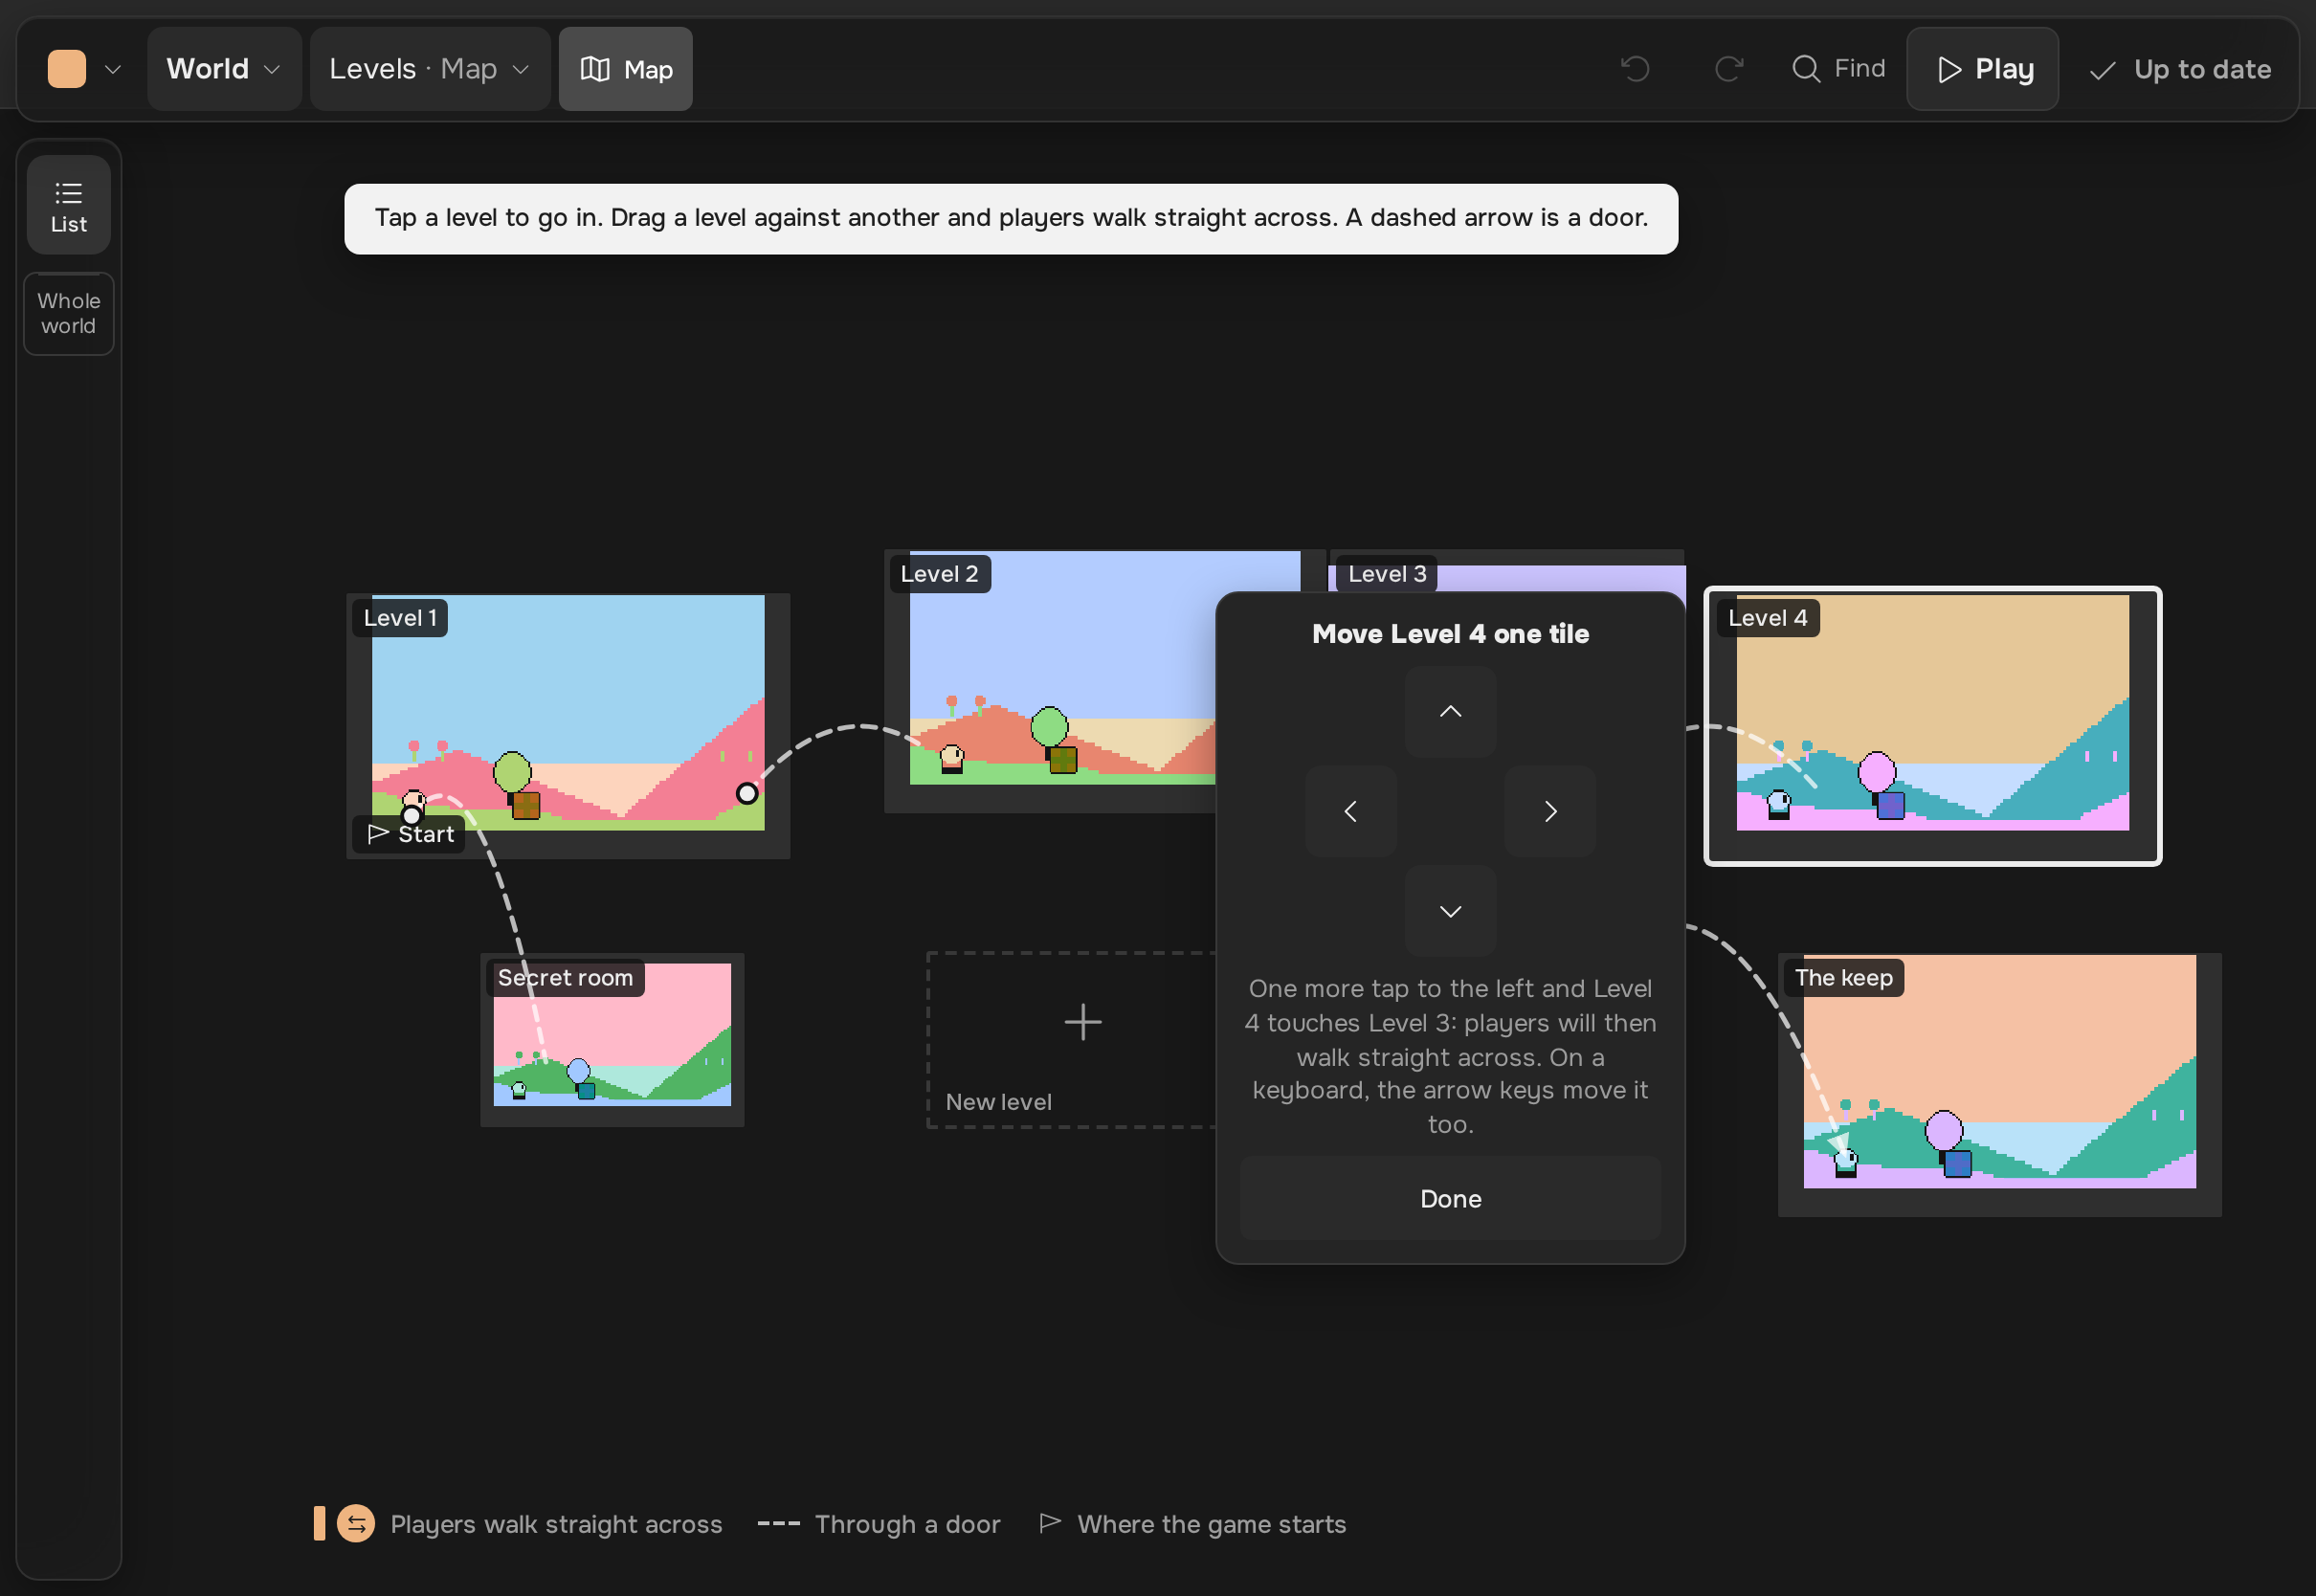 World
Levels · Map
Map
Find
Play
Up to date
List
Whole
world
Tap a level to go in. Drag a level against another and players walk straight across. A dashed arrow is a door.
Level 1
Start
Level 2
Level 3
Level 4
Move Level 4 one tile
One more tap to the left and Level
4 touches Level 3: players will then
walk straight across. On a
keyboard, the arrow keys move it
too.
Done
Secret room
New level
The keep
Players walk straight across
Through a door
Where the game starts